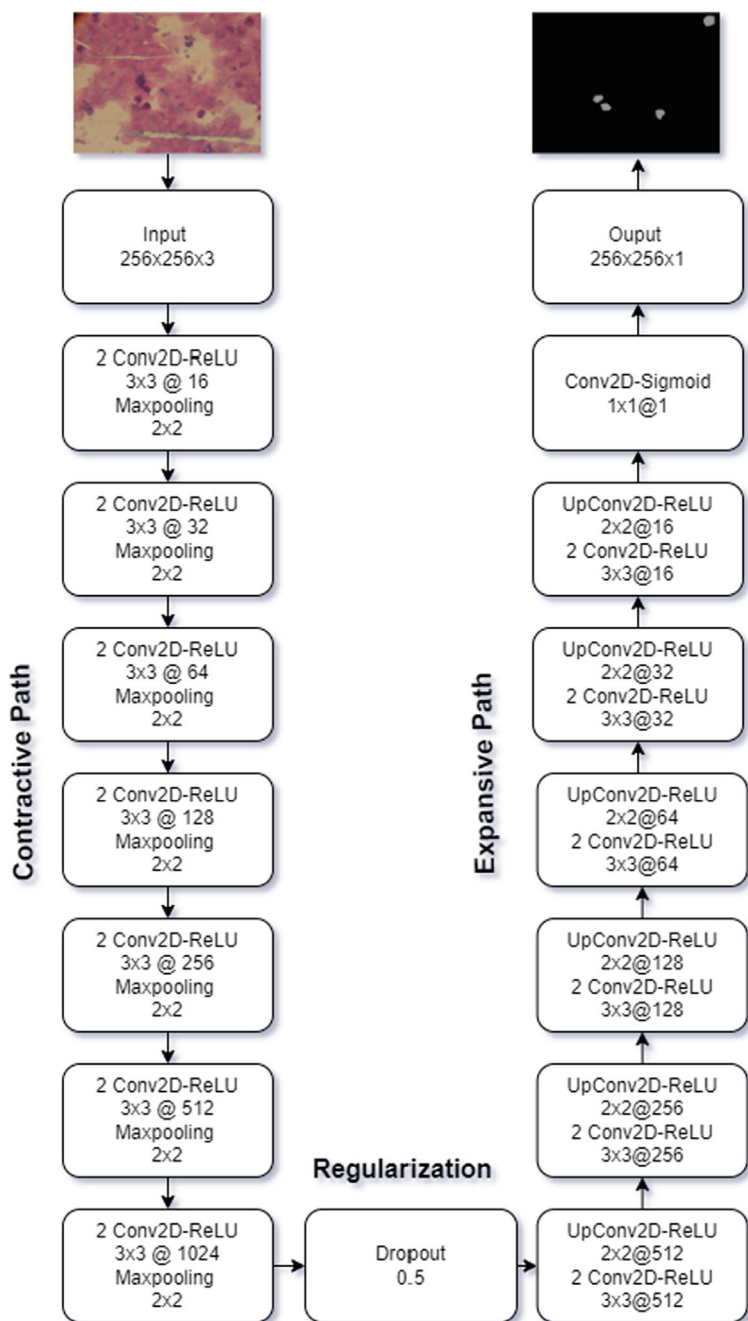 Input
256x256x3
2 Conv2D-ReLU
3x3 @ 16
Maxpooling
2x2
2 Conv2D-ReLU
3x3 @ 32
Maxpooling
2x2
2 Conv2D-ReLU
3x3 @ 64
Maxpooling
2x2
2 Conv2D-ReLU
3x3 @ 128
Maxpooling
2x2
2 Conv2D-ReLU
3x3 @ 256
Maxpooling
2x2
2 Conv2D-ReLU
3x3 @ 512
Maxpooling
2x2
2 Conv2D-ReLU
3x3 @ 1024
Maxpooling
2x2
Contractive Path
Regularization
Dropout
0.5
UpConv2D-ReLU
2x2@512
2 Conv2D-ReLU
3x3@512
UpConv2D-ReLU
2x2@256
2 Conv2D-ReLU
3x3@256
UpConv2D-ReLU
2x2@128
2 Conv2D-ReLU
3x3@128
UpConv2D-ReLU
2x2@64
2 Conv2D-ReLU
3x3@64
UpConv2D-ReLU
2x2@32
2 Conv2D-ReLU
3x3@32
UpConv2D-ReLU
2x2@16
2 Conv2D-ReLU
3x3@16
Conv2D-Sigmoid
1x1@1
Ouput
256x256x1
Expansive Path